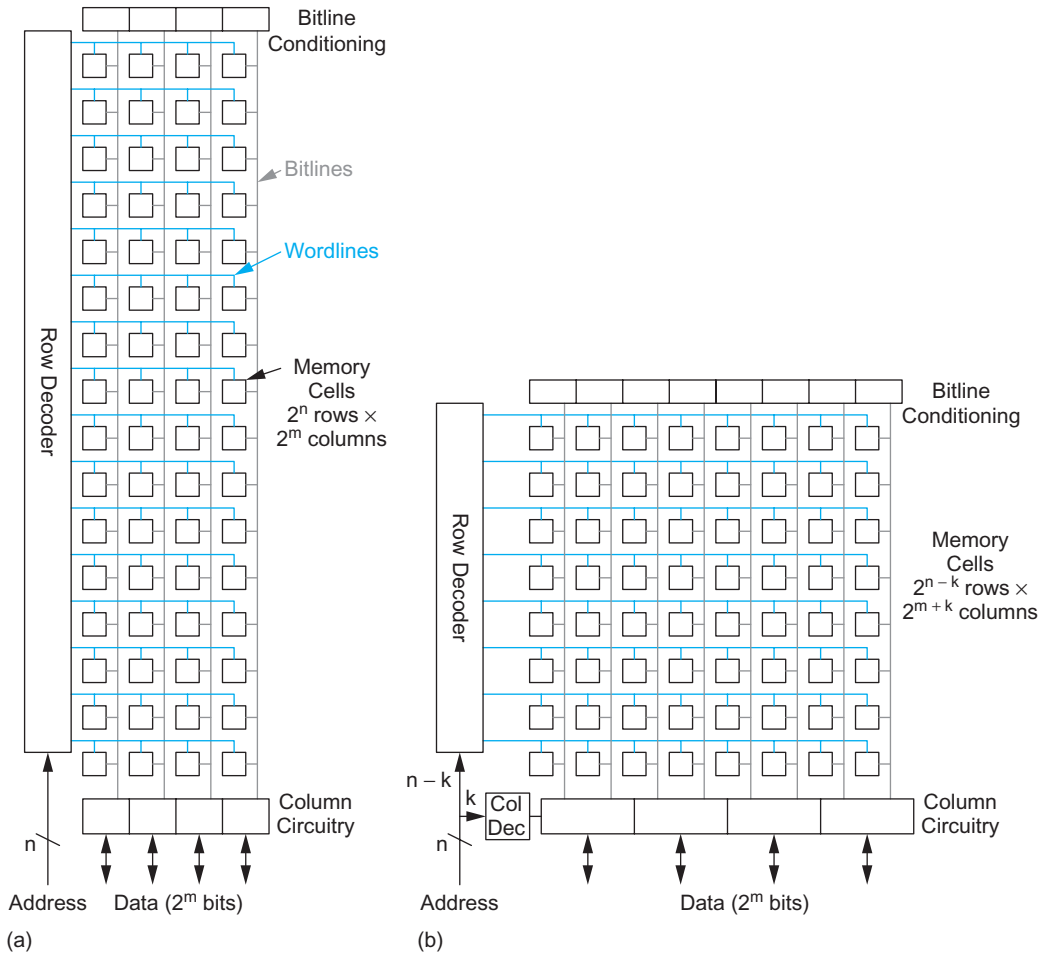 Bitline
Conditioning
Bitlines
Wordlines
Row Decoder
Memory
Cells
2ⁿ rows ×
2ᵐ columns
n
Column
Circuitry
Address
Data (2ᵐ bits)
(a)
Bitline
Conditioning
Row Decoder
Memory
Cells
2ⁿ⁻ᵏ rows ×
2ᵐ⁺ᵏ columns
n – k
k
Col
Dec
n
Column
Circuitry
Address
Data (2ᵐ bits)
(b)